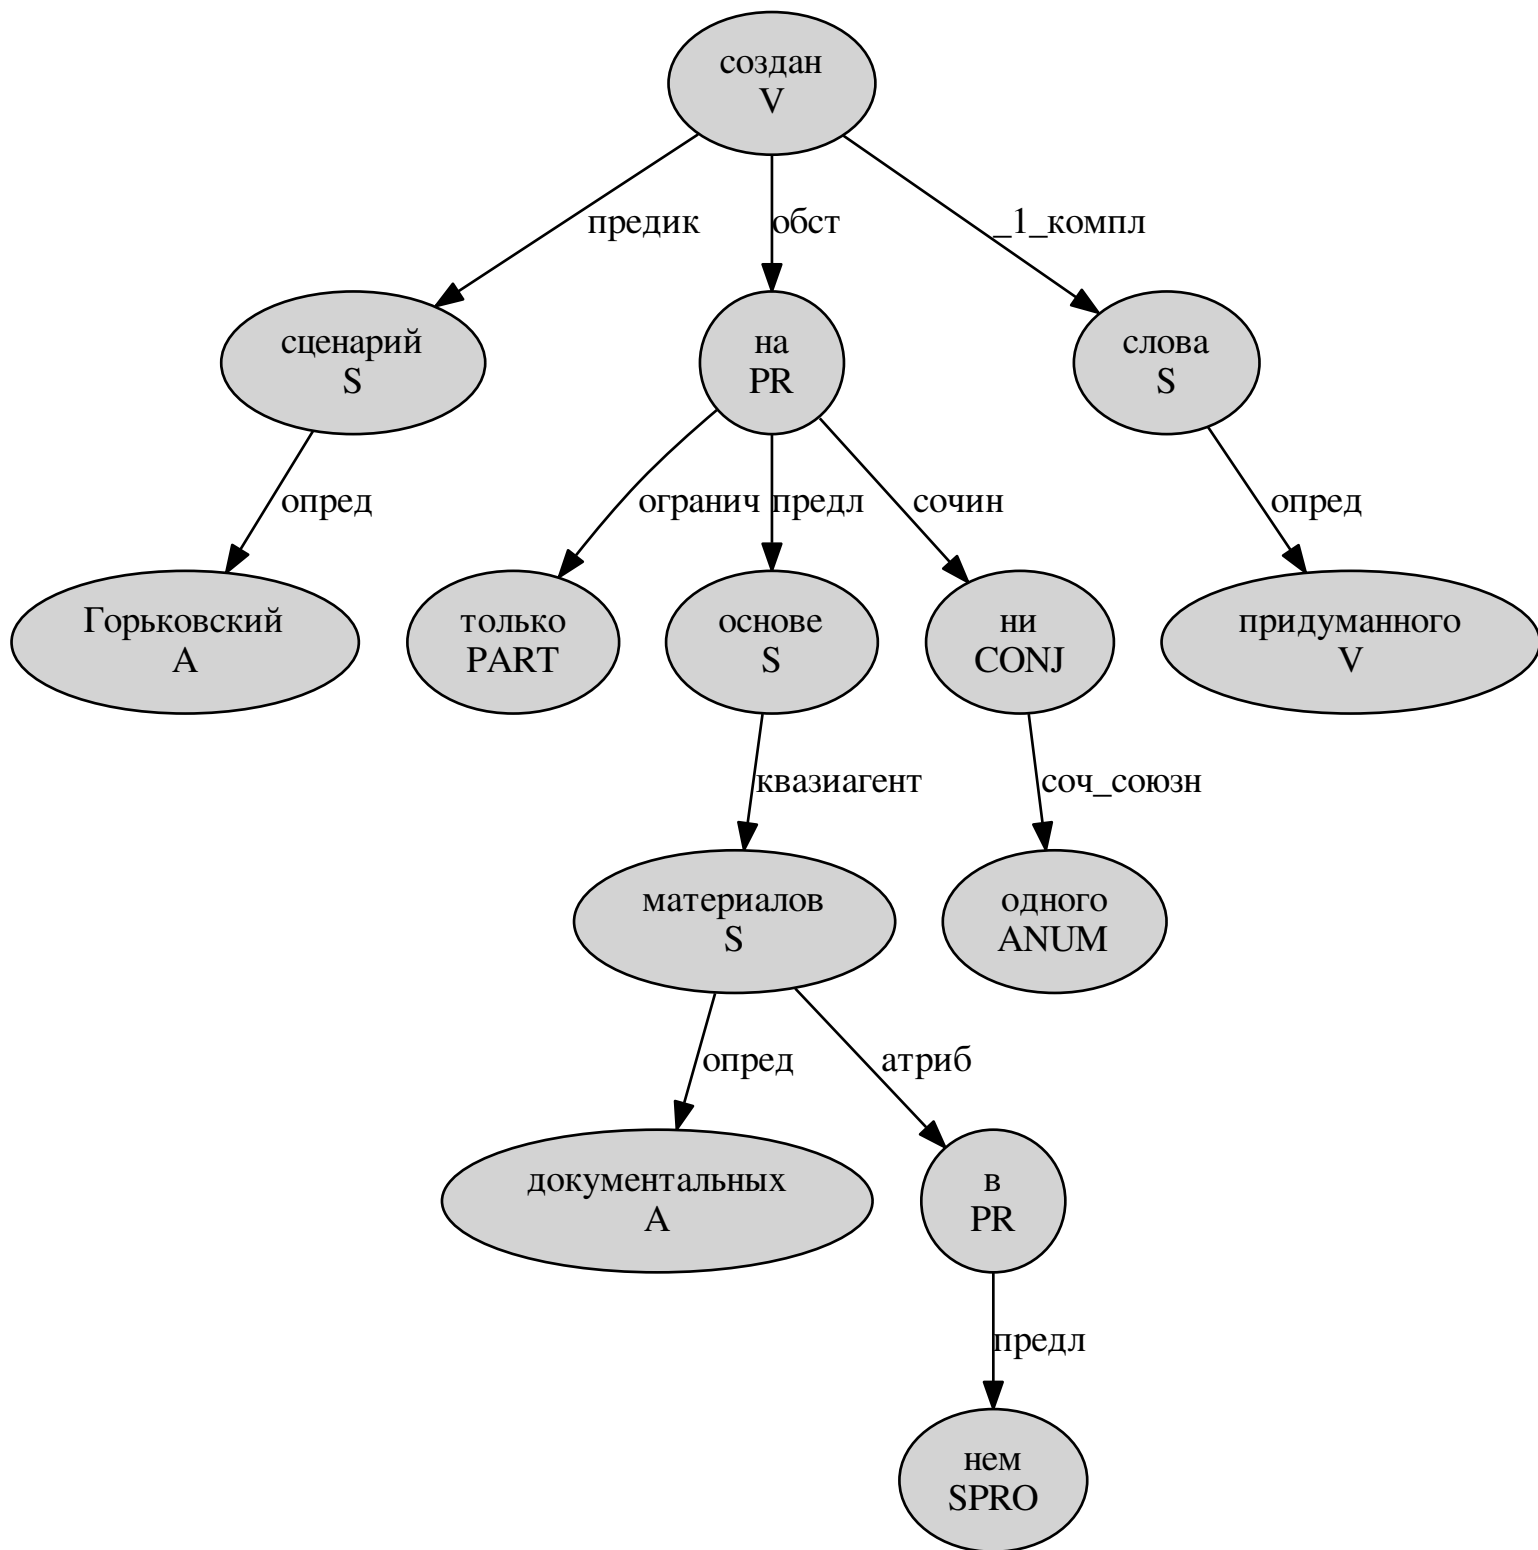 создан
V
предик
обст
_1_компл
сценарий
S
на
PR
слова
S
опред
огранич
предл
сочин
опред
Горьковский
A
только
PART
основе
S
ни
CONJ
придуманного
V
квазиагент
соч_союзн
материалов
S
одного
ANUM
опред
атриб
документальных
A
в
PR
предл
нем
SPRO